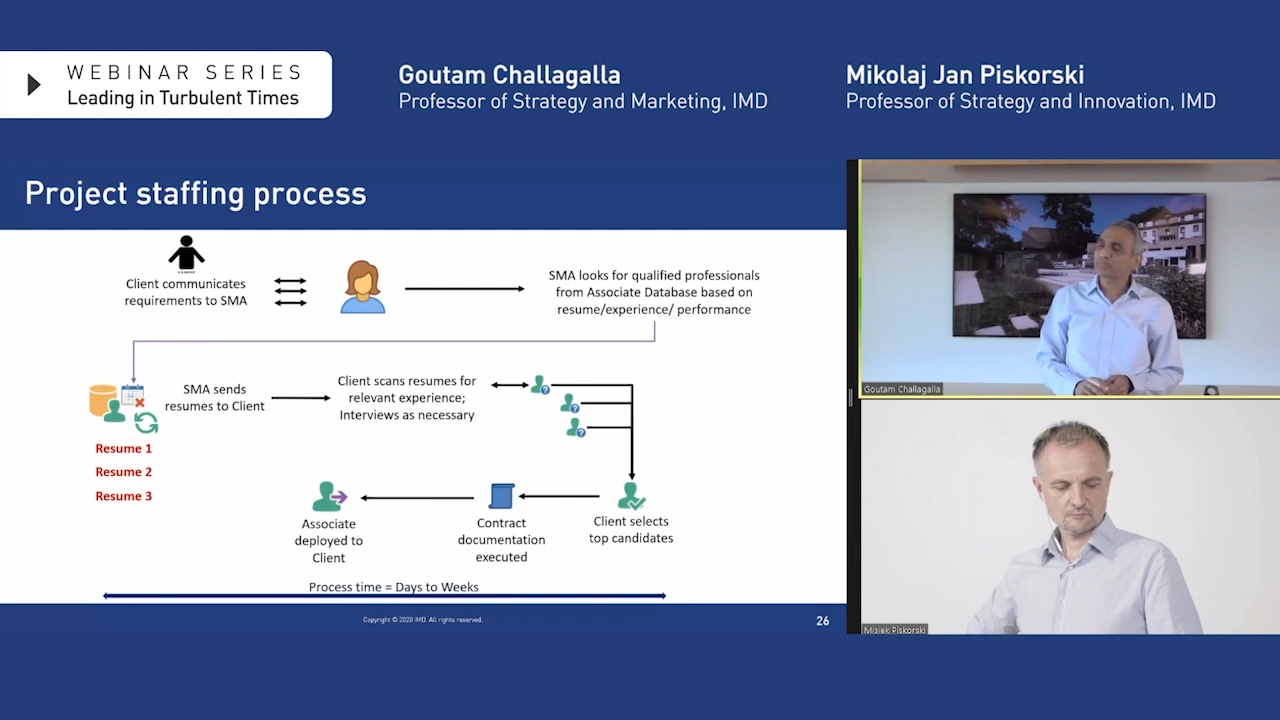 WEBINAR SERIES
Leading in Turbulent Times
Goutam Challagalla
Professor of Strategy and Marketing, IMD
Mikolaj Jan Piskorski
Professor of Strategy and Innovation, IMD
Project staffing process
Client communicates
requirements to SMA
SMA looks for qualified professionals
from Associate Database based on
resume/experience/ performance
SMA sends
resumes to Client
Client scans resumes for
relevant experience;
Interviews as necessary
Resume 1
Resume 2
Resume 3
Associate
deployed to
Client
Contract
documentation
executed
Client selects
top candidates
Process time = Days to Weeks
Copyright © 2020 IMD. All rights reserved.
26
Goutam Challagalla
Misiek Piskorski